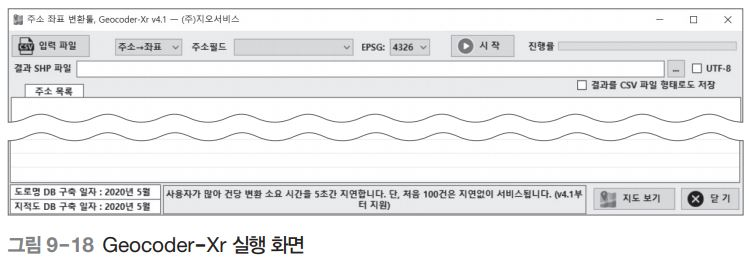 주소 좌표 변환툴, Geocoder-Xr v4.1 — (주)지오서비스
CSV 입력 파일 주소→좌표 주소필드 EPSG: 4326 시 작 진행률
결과 SHP 파일 ... UTF-8
결과를 CSV 파일 형태로도 저장
주소 목록
도로명 DB 구축 일자 : 2020년 5월
지적도 DB 구축 일자 : 2020년 5월
사용자가 많아 건당 변환 소요 시간을 5초간 지연합니다. 단, 처음 100건은 지연없이 서비스됩니다. (v4.1부
터 지원)
지도 보기 닫 기
그림 9-18 Geocoder-Xr 실행 화면